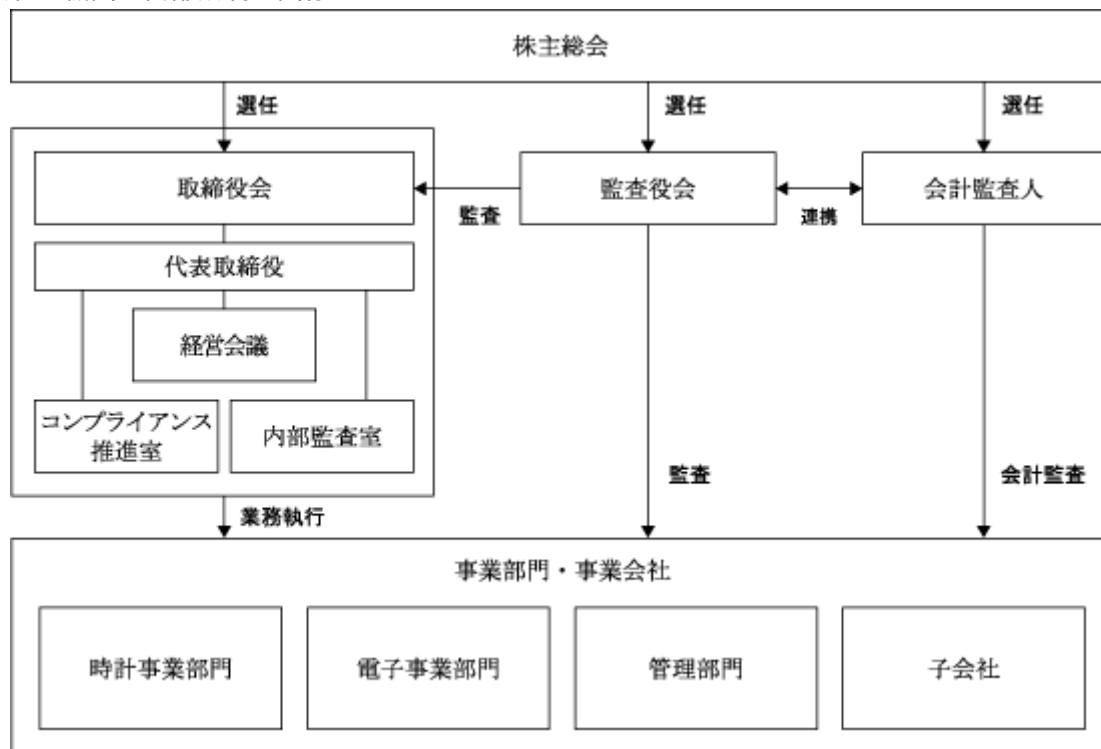 株主総会
選任
選任
選任
取締役会
監査
監査役会
連携
会計監査人
代表取締役
経営会議
コンプライアンス
推進室
内部監査室
監査
会計監査
業務執行
事業部門・事業会社
時計事業部門
電子事業部門
管理部門
子会社